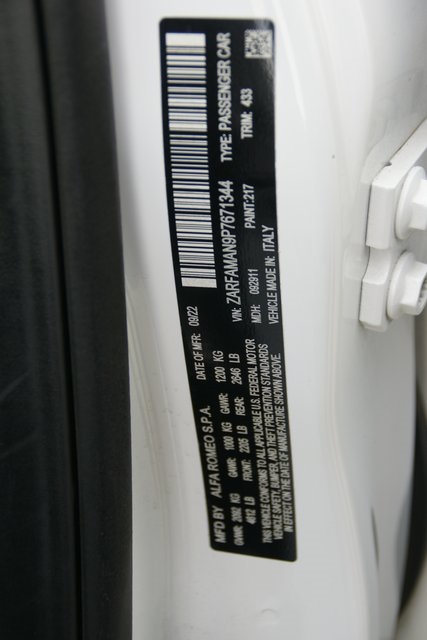 MFD BY ALFA ROMEO S.P.A. DATE OF MFR: 09/22
GVWR: 2092 KG GAWR: 1000 KG GAWR: 1200 KG
4612 LB FRONT: 2205 LB REAR: 2646 LB
THIS VEHICLE CONFORMS TO ALL APPLICABLE U.S. FEDERAL MOTOR
VEHICLE SAFETY, BUMPER, AND THEFT PREVENTION STANDARDS
IN EFFECT ON THE DATE OF MANUFACTURE SHOWN ABOVE.
VIN: ZARFAMAN9P7671344 TYPE: PASSENGER CAR
MDH: 092911 PAINT:217 TRIM: 433
VEHICLE MADE IN: ITALY